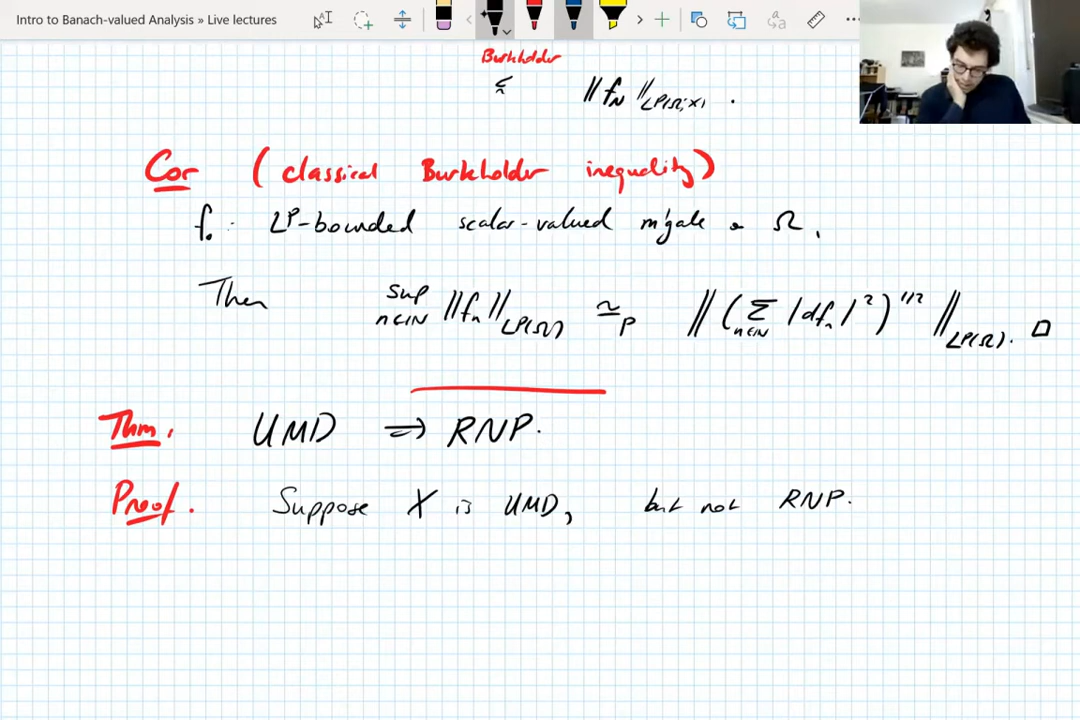 Intro to Banach-valued Analysis » Live lectures
Burkholder
≲ ‖f_N‖_{L^p(Ω;X)} .
Cor (classical Burkholder inequality)
f. : L^p-bounded scalar-valued m'gale on Ω,
Then sup_{n∈ℕ} ‖f_n‖_{L^p(Ω)} ≃_p ‖(Σ_{n∈ℕ} |df_n|²)^{1/2}‖_{L^p(Ω)}. □
Thm. UMD ⇒ RNP.
Proof. Suppose X is UMD, but not RNP.